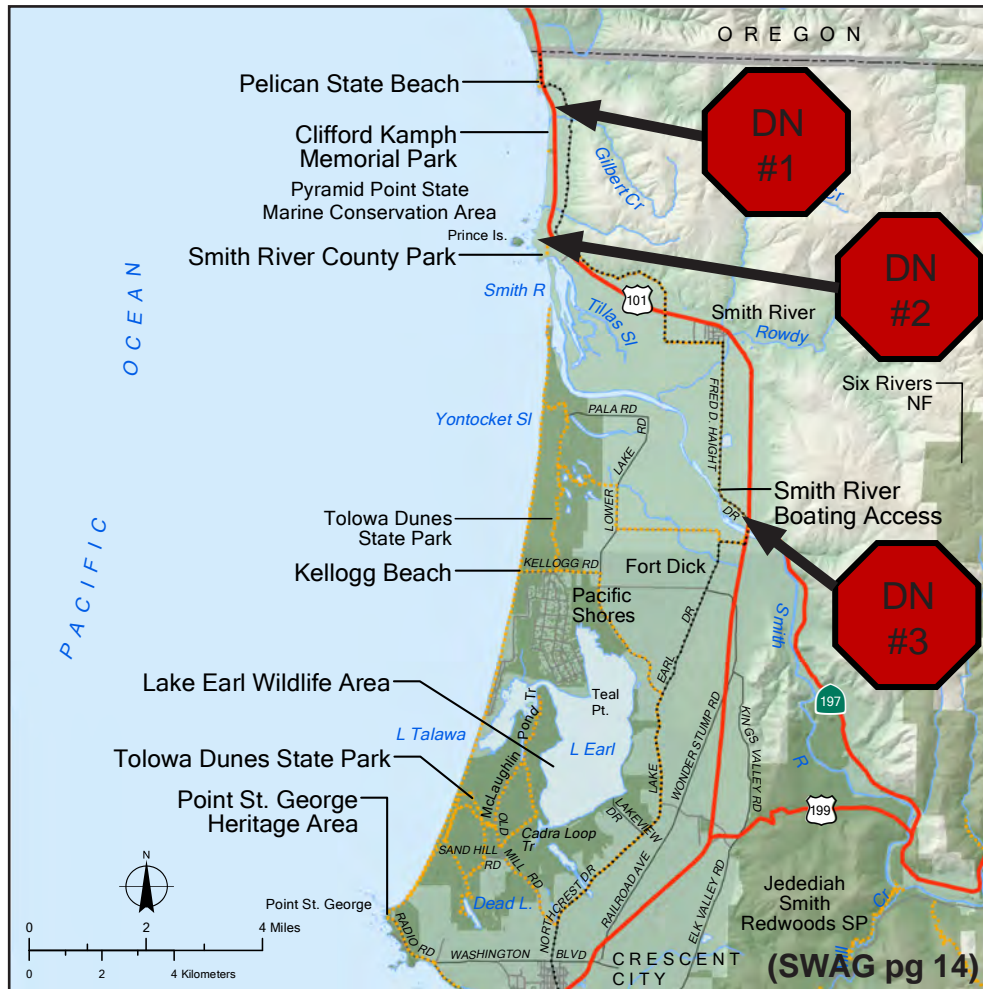 OREGON
Pelican State Beach
DN
#1
Clifford Kamph
Memorial Park
Gilbert Cr
Cr
Pyramid Point State
Marine Conservation Area
Prince Is.
DN
#2
Smith River County Park
Smith R
Tillas Sl
101
Smith River
Rowdy
PACIFIC OCEAN
Six Rivers
NF
Yontocket Sl
PALA RD
LOWER LAKE RD
FRED D. HAIGHT DR
Smith River
Boating Access
Tolowa Dunes
State Park
KELLOGG RD
Kellogg Beach
Fort Dick
DN
#3
Pacific
Shores
Smith R
Lake Earl Wildlife Area
Teal
Pt.
197
L Talawa
L Earl
LAKE EARL DR
WONDER STUMP RD
KINGS VALLEY RD
Tolowa Dunes State Park
McLaughlin Pond Tr
199
Point St. George
Heritage Area
OLD MILL RD
Cadra Loop
Tr
LAKEVIEW
DR
SAND HILL
RD
N
NORTHCREST DR
RAILROAD AVE
ELK VALLEY RD
Jedediah
Smith
Redwoods SP
Dead L.
Point St. George
0 2 4 Miles
RADIO RD
WASHINGTON BLVD
0 2 4 Kilometers
CRESCENT
CITY
Cr
(SWAG pg 14)